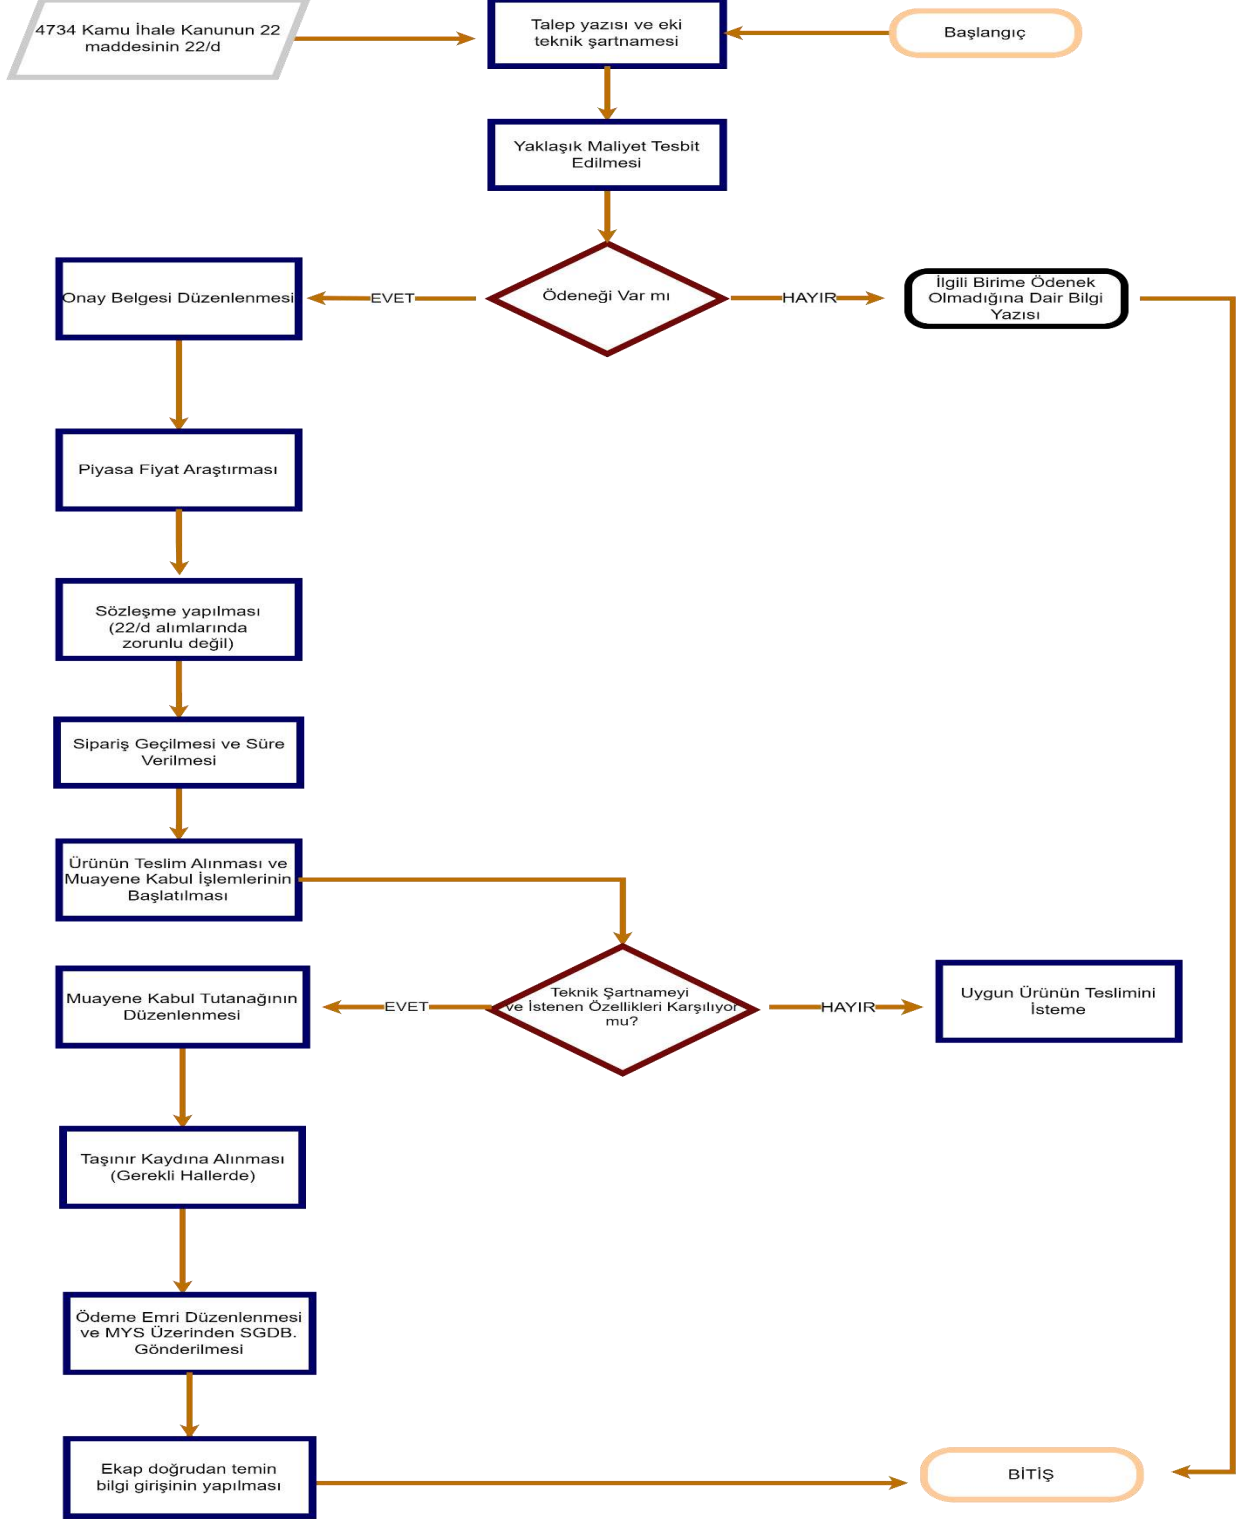 4734 Kamu İhale Kanunun 22
maddesinin 22/d
Talep yazısı ve eki
teknik şartnamesi
Başlangıç
Yaklaşık Maliyet Tesbit
Edilmesi
Onay Belgesi Düzenlenmesi
EVET
Ödeneği Var mı
HAYIR
İlgili Birime Ödenek
Olmadığına Dair Bilgi
Yazısı
Piyasa Fiyat Araştırması
Sözleşme yapılması
(22/d alımlarında
zorunlu değil)
Sipariş Geçilmesi ve Süre
Verilmesi
Ürünün Teslim Alınması ve
Muayene Kabul İşlemlerinin
Başlatılması
Muayene Kabul Tutanağının
Düzenlenmesi
EVET
Teknik Şartnameyi
ve İstenen Özellikleri Karşılıyor
mu?
HAYIR
Uygun Ürünün Teslimini
İsteme
Taşınır Kaydına Alınması
(Gerekli Hallerde)
Ödeme Emri Düzenlenmesi
ve MYS Üzerinden SGDB.
Gönderilmesi
Ekap doğrudan temin
bilgi girişinin yapılması
BİTİŞ